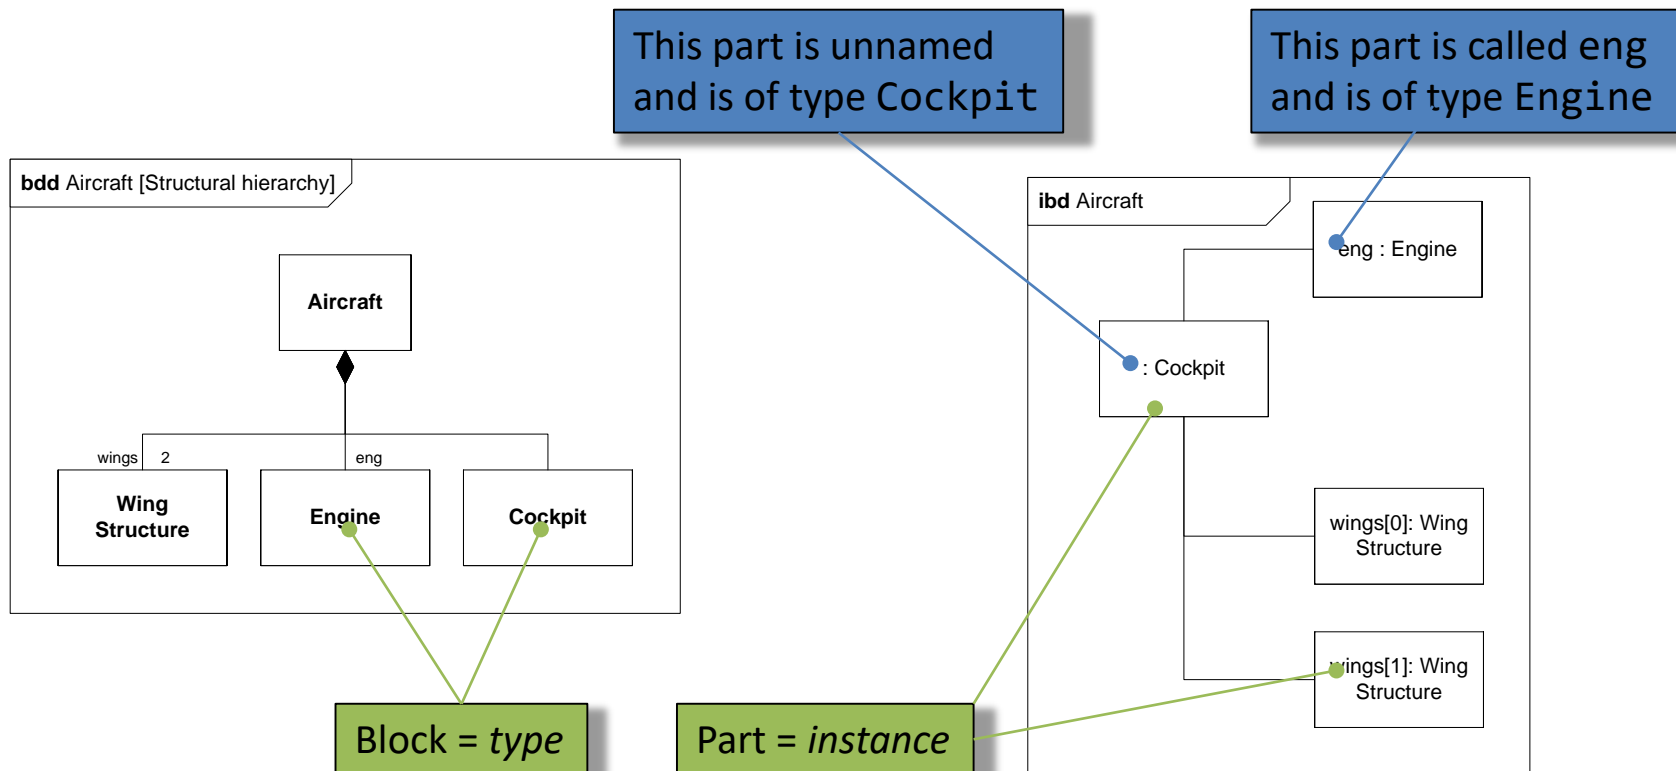 This part is unnamed
and is of type Cockpit
This part is called eng
and is of type Engine
bdd Aircraft [Structural hierarchy]
Aircraft
wings 2
eng
Wing
Structure
Engine
Cockpit
ibd Aircraft
eng : Engine
: Cockpit
wings[0]: Wing
Structure
wings[1]: Wing
Structure
Block = type
Part = instance